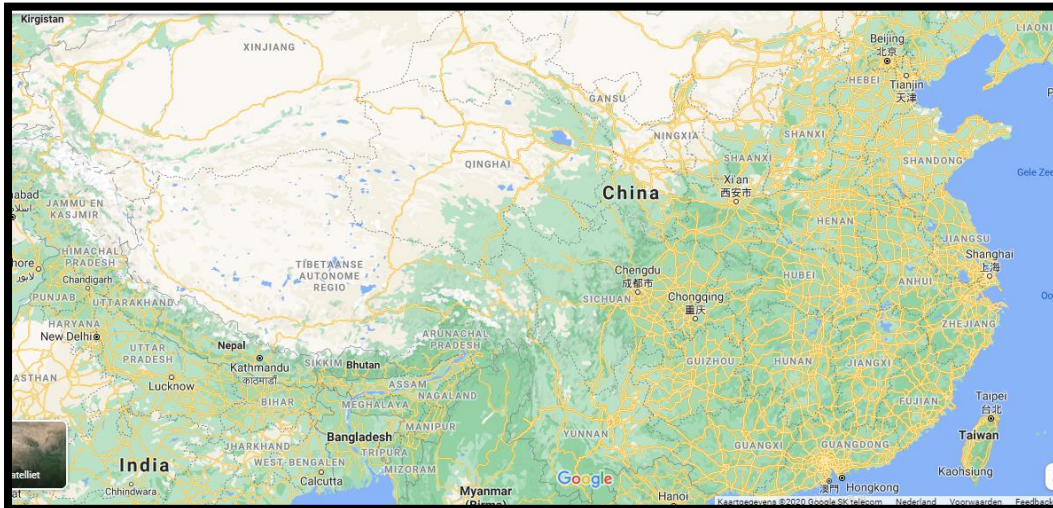 Kirgistan
XINJIANG
LIAONI
Beijing
北京
HEBEI
Tianjin
天津
GANSU
NINGXIA
SHANXI
QINGHAI
SHAANXI
SHANDONG
Gele Zee
China
Xi'an
西安市
abad
JAMMU EN
KASJMIR
HENAN
JIANGSU
HIMACHAL
PRADESH
ore
لاہور
Chandigarh
TIBETAANSE
AUTONOME
REGIO
Chengdu
成都市
HUBEI
Shanghai
上海
ANHUI
PUNJAB
UTTARAKHAND
SICHUAN
Chongqing
重庆
Oo
HARYANA
New Delhi
ARUNACHAL
PRADESH
ZHEJIANG
UTTAR
PRADESH
Nepal
SIKKIM
Bhutan
Kathmandu
काठमाडौं
GUIZHOU
HUNAN
JIANGXI
ASTHAN
Lucknow
ASSAM
NAGALAND
BIHAR
MEGHALAYA
FUJIAN
Taipei
台北
MANIPUR
Bangladesh
TRIPURA
YUNNAN
GUANGXI
GUANGDONG
Taiwan
JHARKHAND
WEST-BENGALEN
MIZORAM
Kaohsiung
atelliet
India
Calcutta
Google
Chhindwara
Myanmar
(Birma)
Hanoi
澳門
Hongkong
Kaartgegevens ©2020 Google, SK telecom Nederland Voorwaarden Feedback